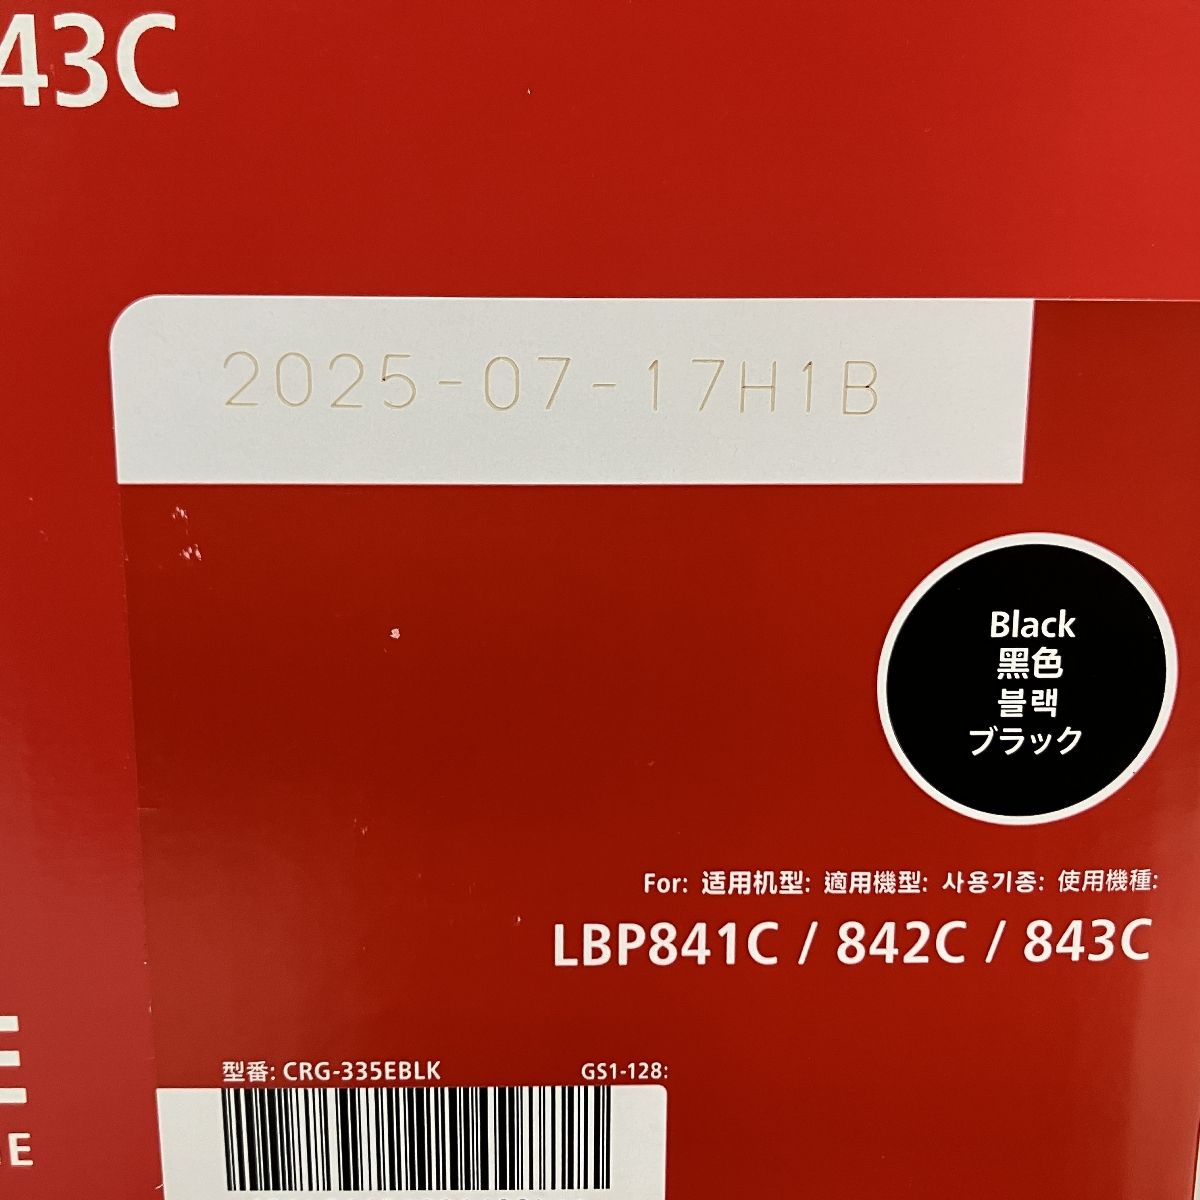 43C
2025-07-17H1B
Black
黑色
블랙
ブラック
For: 适用机型: 適用機型: 사용기종: 使用機種:
LBP841C / 842C / 843C
型番: CRG-335EBLK
GS1-128:
E